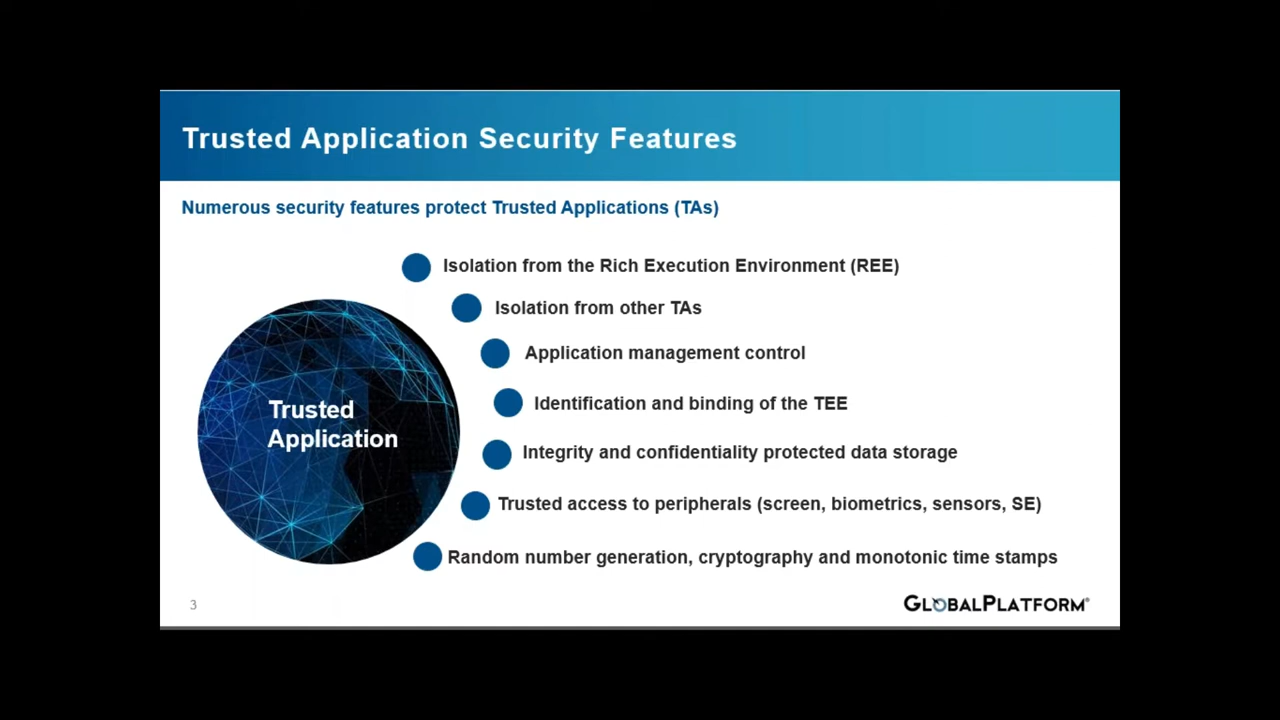 Trusted Application Security Features
Numerous security features protect Trusted Applications (TAs)
Isolation from the Rich Execution Environment (REE)
Isolation from other TAs
Application management control
Identification and binding of the TEE
Integrity and confidentiality protected data storage
Trusted access to peripherals (screen, biometrics, sensors, SE)
Random number generation, cryptography and monotonic time stamps
Trusted
Application
3
GLOBALPLATFORM®